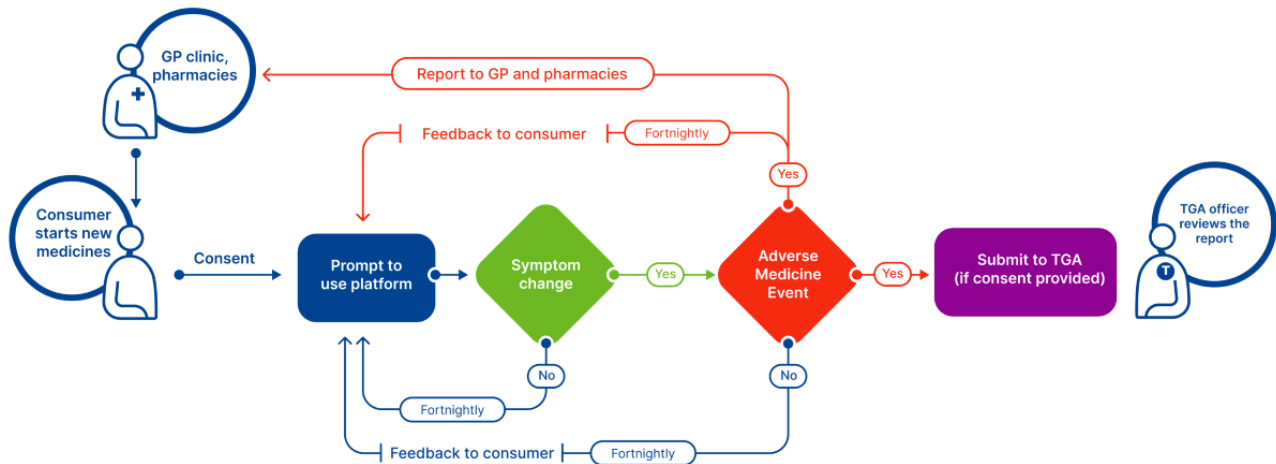 GP clinic,
pharmacies
Report to GP and pharmacies
Feedback to consumer
Fortnightly
Yes
Consumer
starts new
medicines
Consent
Prompt to
use platform
Symptom
change
Yes
Adverse
Medicine
Event
Yes
Submit to TGA
(if consent provided)
TGA officer
reviews the
report
T
No
No
Fortnightly
Feedback to consumer
Fortnightly